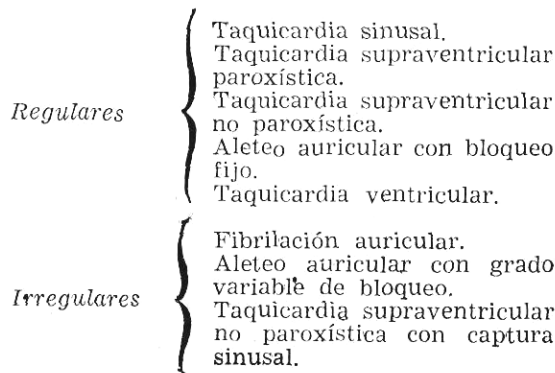 Regulares
Taquicardia sinusal.
Taquicardia supraventricular
paroxística.
Taquicardia supraventricular
no paroxística.
Aleteo auricular con bloqueo
fijo.
Taquicardia ventricular.
Irregulares
Fibrilación auricular.
Aleteo auricular con grado
variable de bloqueo.
Taquicardia supraventricular
no paroxística con captura
sinusal.